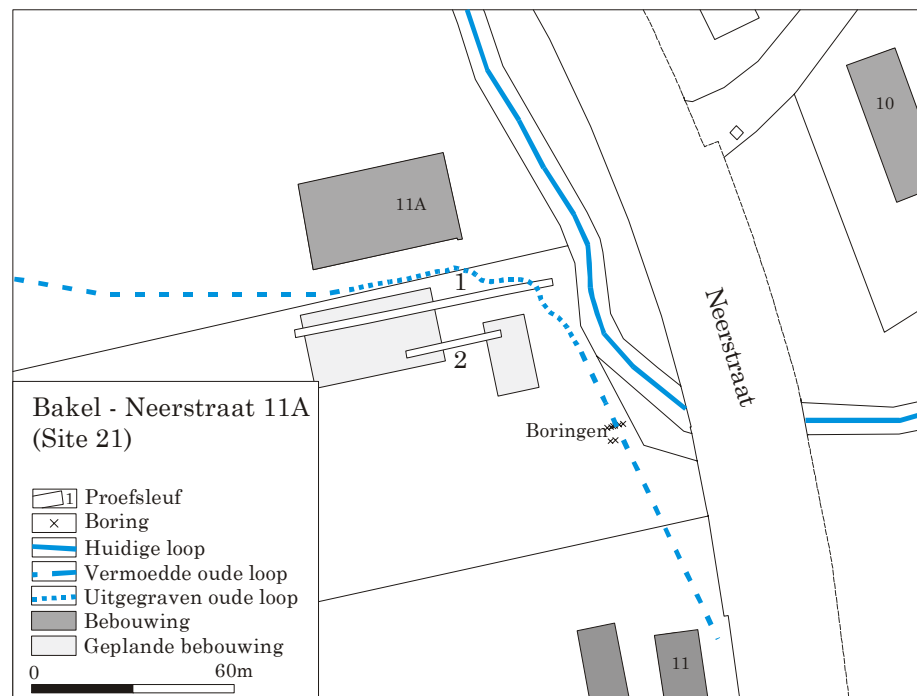 10
11A
1
Neerstraat
2
Boringen
Bakel - Neerstraat 11A
(Site 21)
1 Proefsleuf
Boring
Huidige loop
Vermoedde oude loop
Uitgegraven oude loop
Bebouwing
Geplande bebouwing
0 60m
11